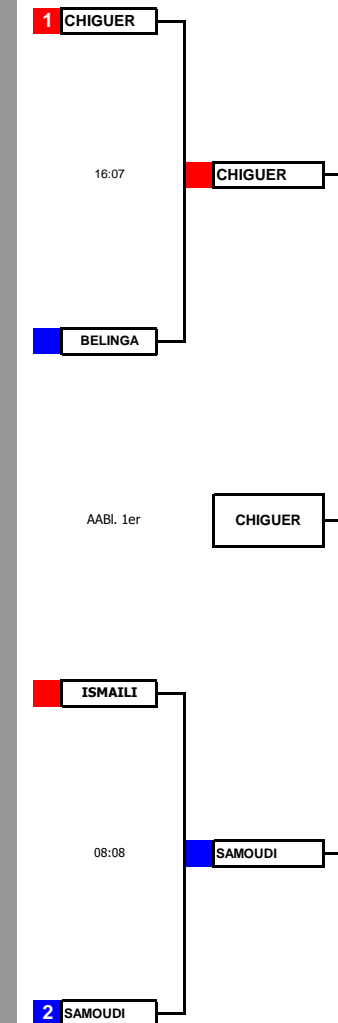 1 CHIGUER
16:07
CHIGUER
BELINGA
AABl. 1er
CHIGUER
ISMAILI
08:08
SAMOUDI
2 SAMOUDI